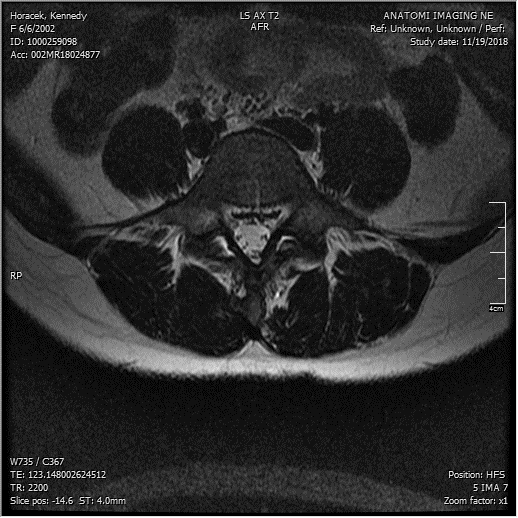 Horacek, Kennedy
F 6/6/2002
ID: 1000259098
Acc: 002MR18024877
LS AX T2
AFR
ANATOMI IMAGING NE
Ref: Unknown, Unknown / Perf:
Study date: 11/19/2018
RP
4cm
W735 / C367
TE: 123.148002624512
TR: 2200
Slice pos: -14.6 ST: 4.0mm
Position: HFS
5 IMA 7
Zoom factor: x1